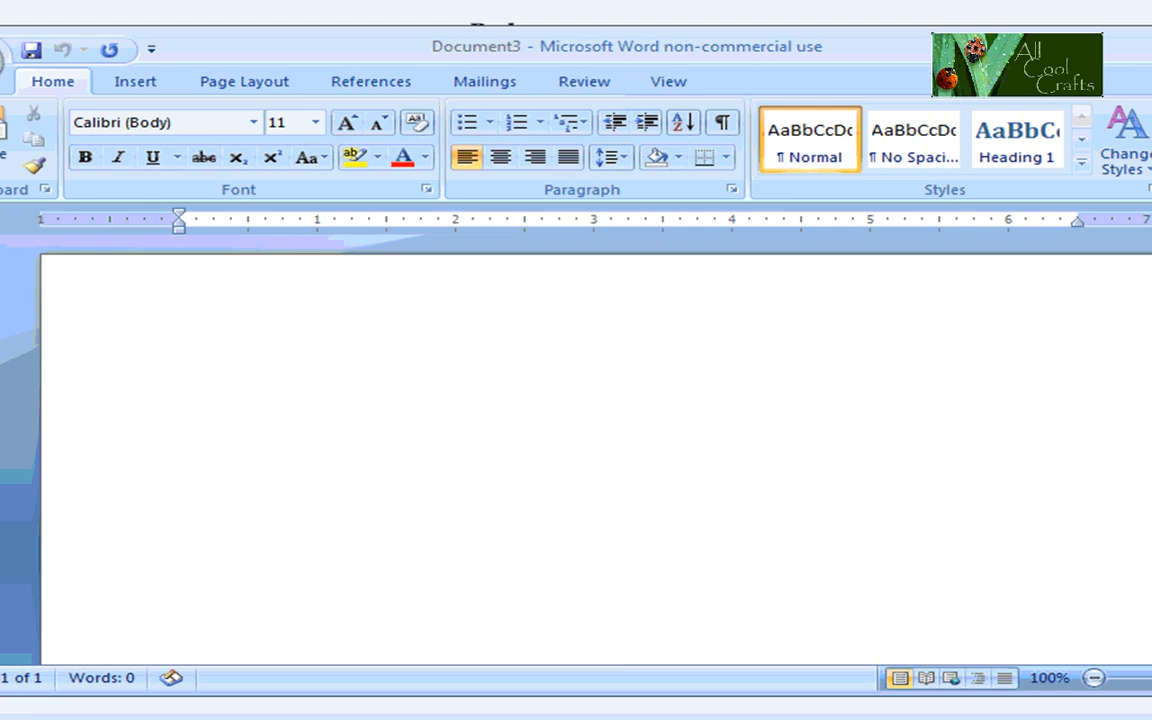 Document3 - Microsoft Word non-commercial use
All
Cool
Crafts
Home Insert Page Layout References Mailings Review View
Calibri (Body) 11 A A Aa
AaBbCcDc AaBbCcDc AaBbC
B I U abc X₂ X² Aa ab A
¶ Normal ¶ No Spaci... Heading 1 Change
Styles
oard Font Paragraph Styles
1 1 2 3 4 5 6 7
1 of 1 Words: 0 100%